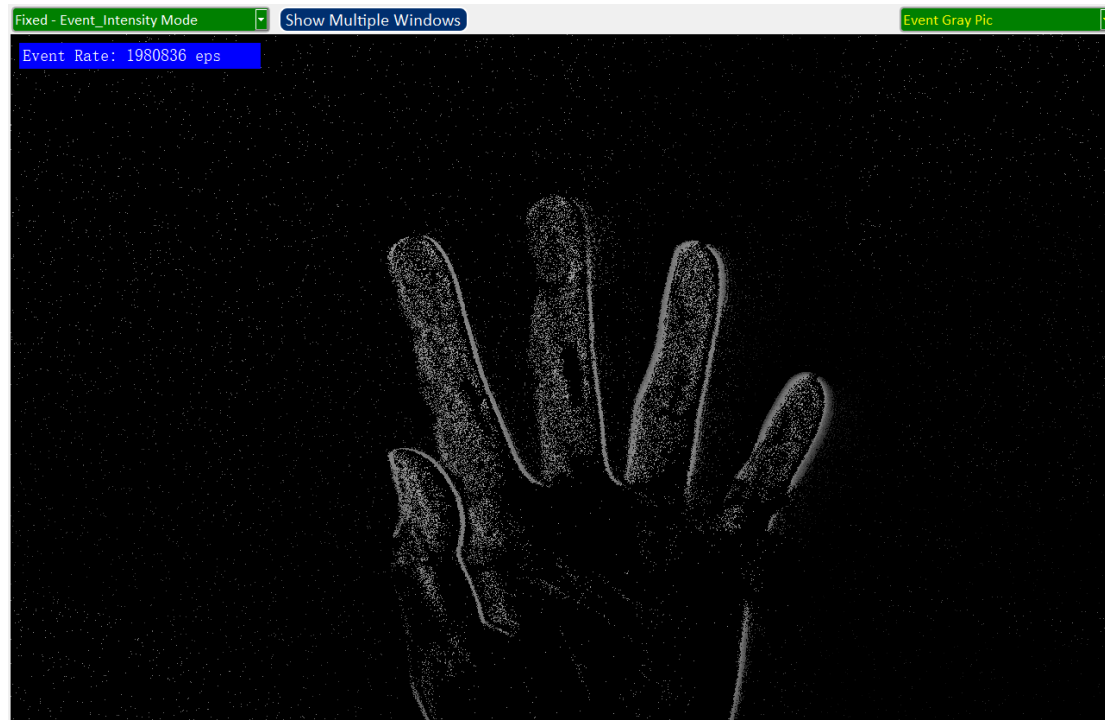 Fixed - Event_Intensity Mode
Show Multiple Windows
Event Gray Pic
Event Rate: 1980836 eps